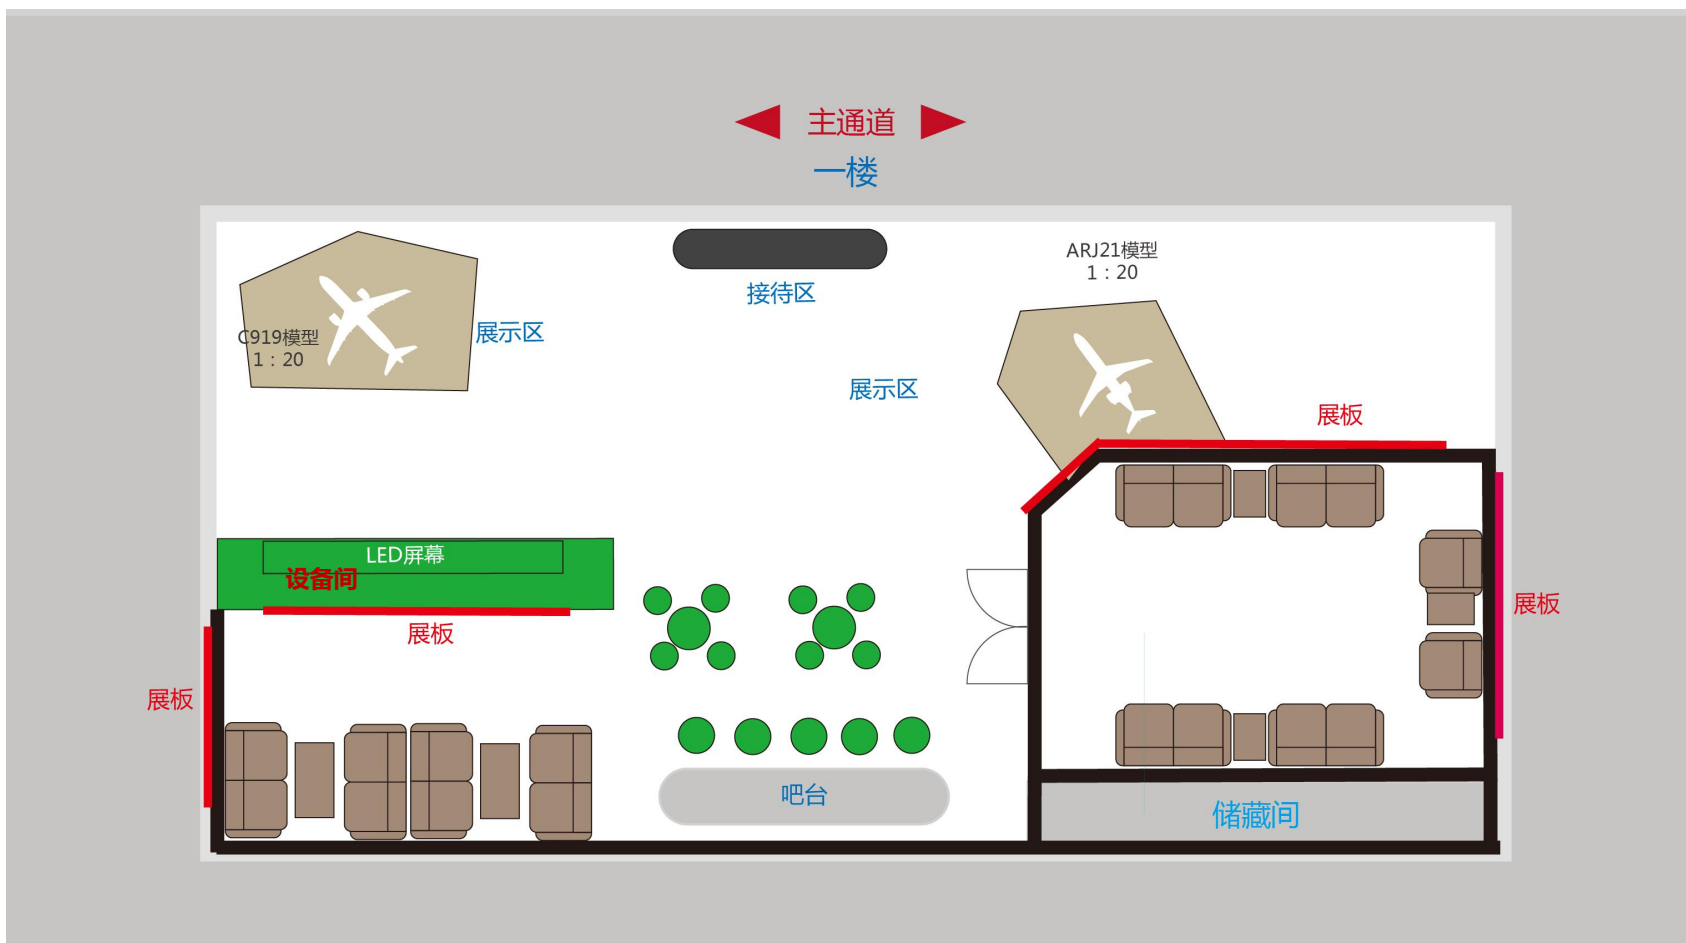 主通道
一楼
接待区
ARJ21模型
1：20
C919模型
1：20
展示区
展示区
展板
LED屏幕
设备间
展板
展板
展板
吧台
储藏间